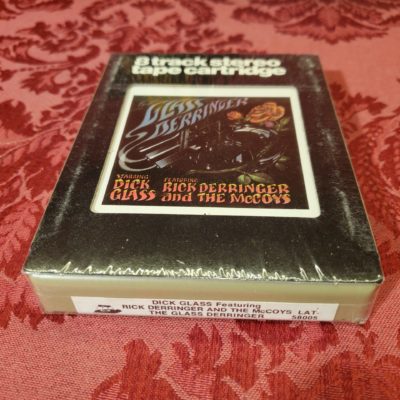 8 track stereo
tape cartridge
GLASS
DERRINGER
STARRING
DICK
GLASS
FEATURING
RICK DERRINGER
and THE McCOYS
DICK GLASS Featuring
RICK DERRINGER AND THE McCOYS LAT-
THE GLASS DERRINGER 58005